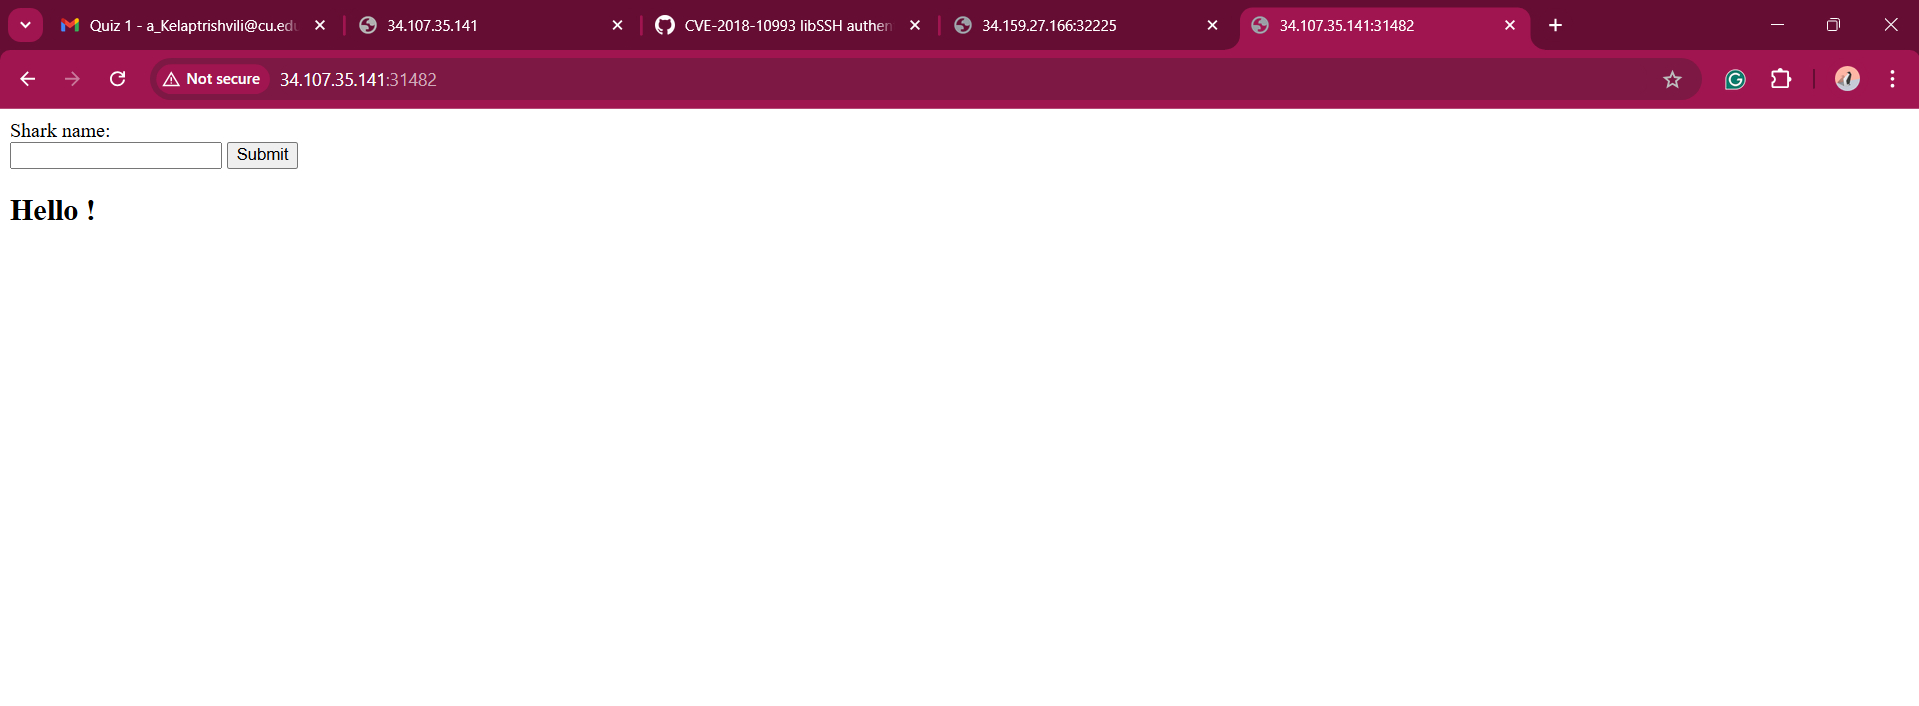 Quiz 1 - a_Kelaptrishvili@cu.edu
34.107.35.141
CVE-2018-10993 libSSH authen
34.159.27.166:32225
34.107.35.141:31482
Not secure
34.107.35.141:31482
Shark name:
Submit
Hello !